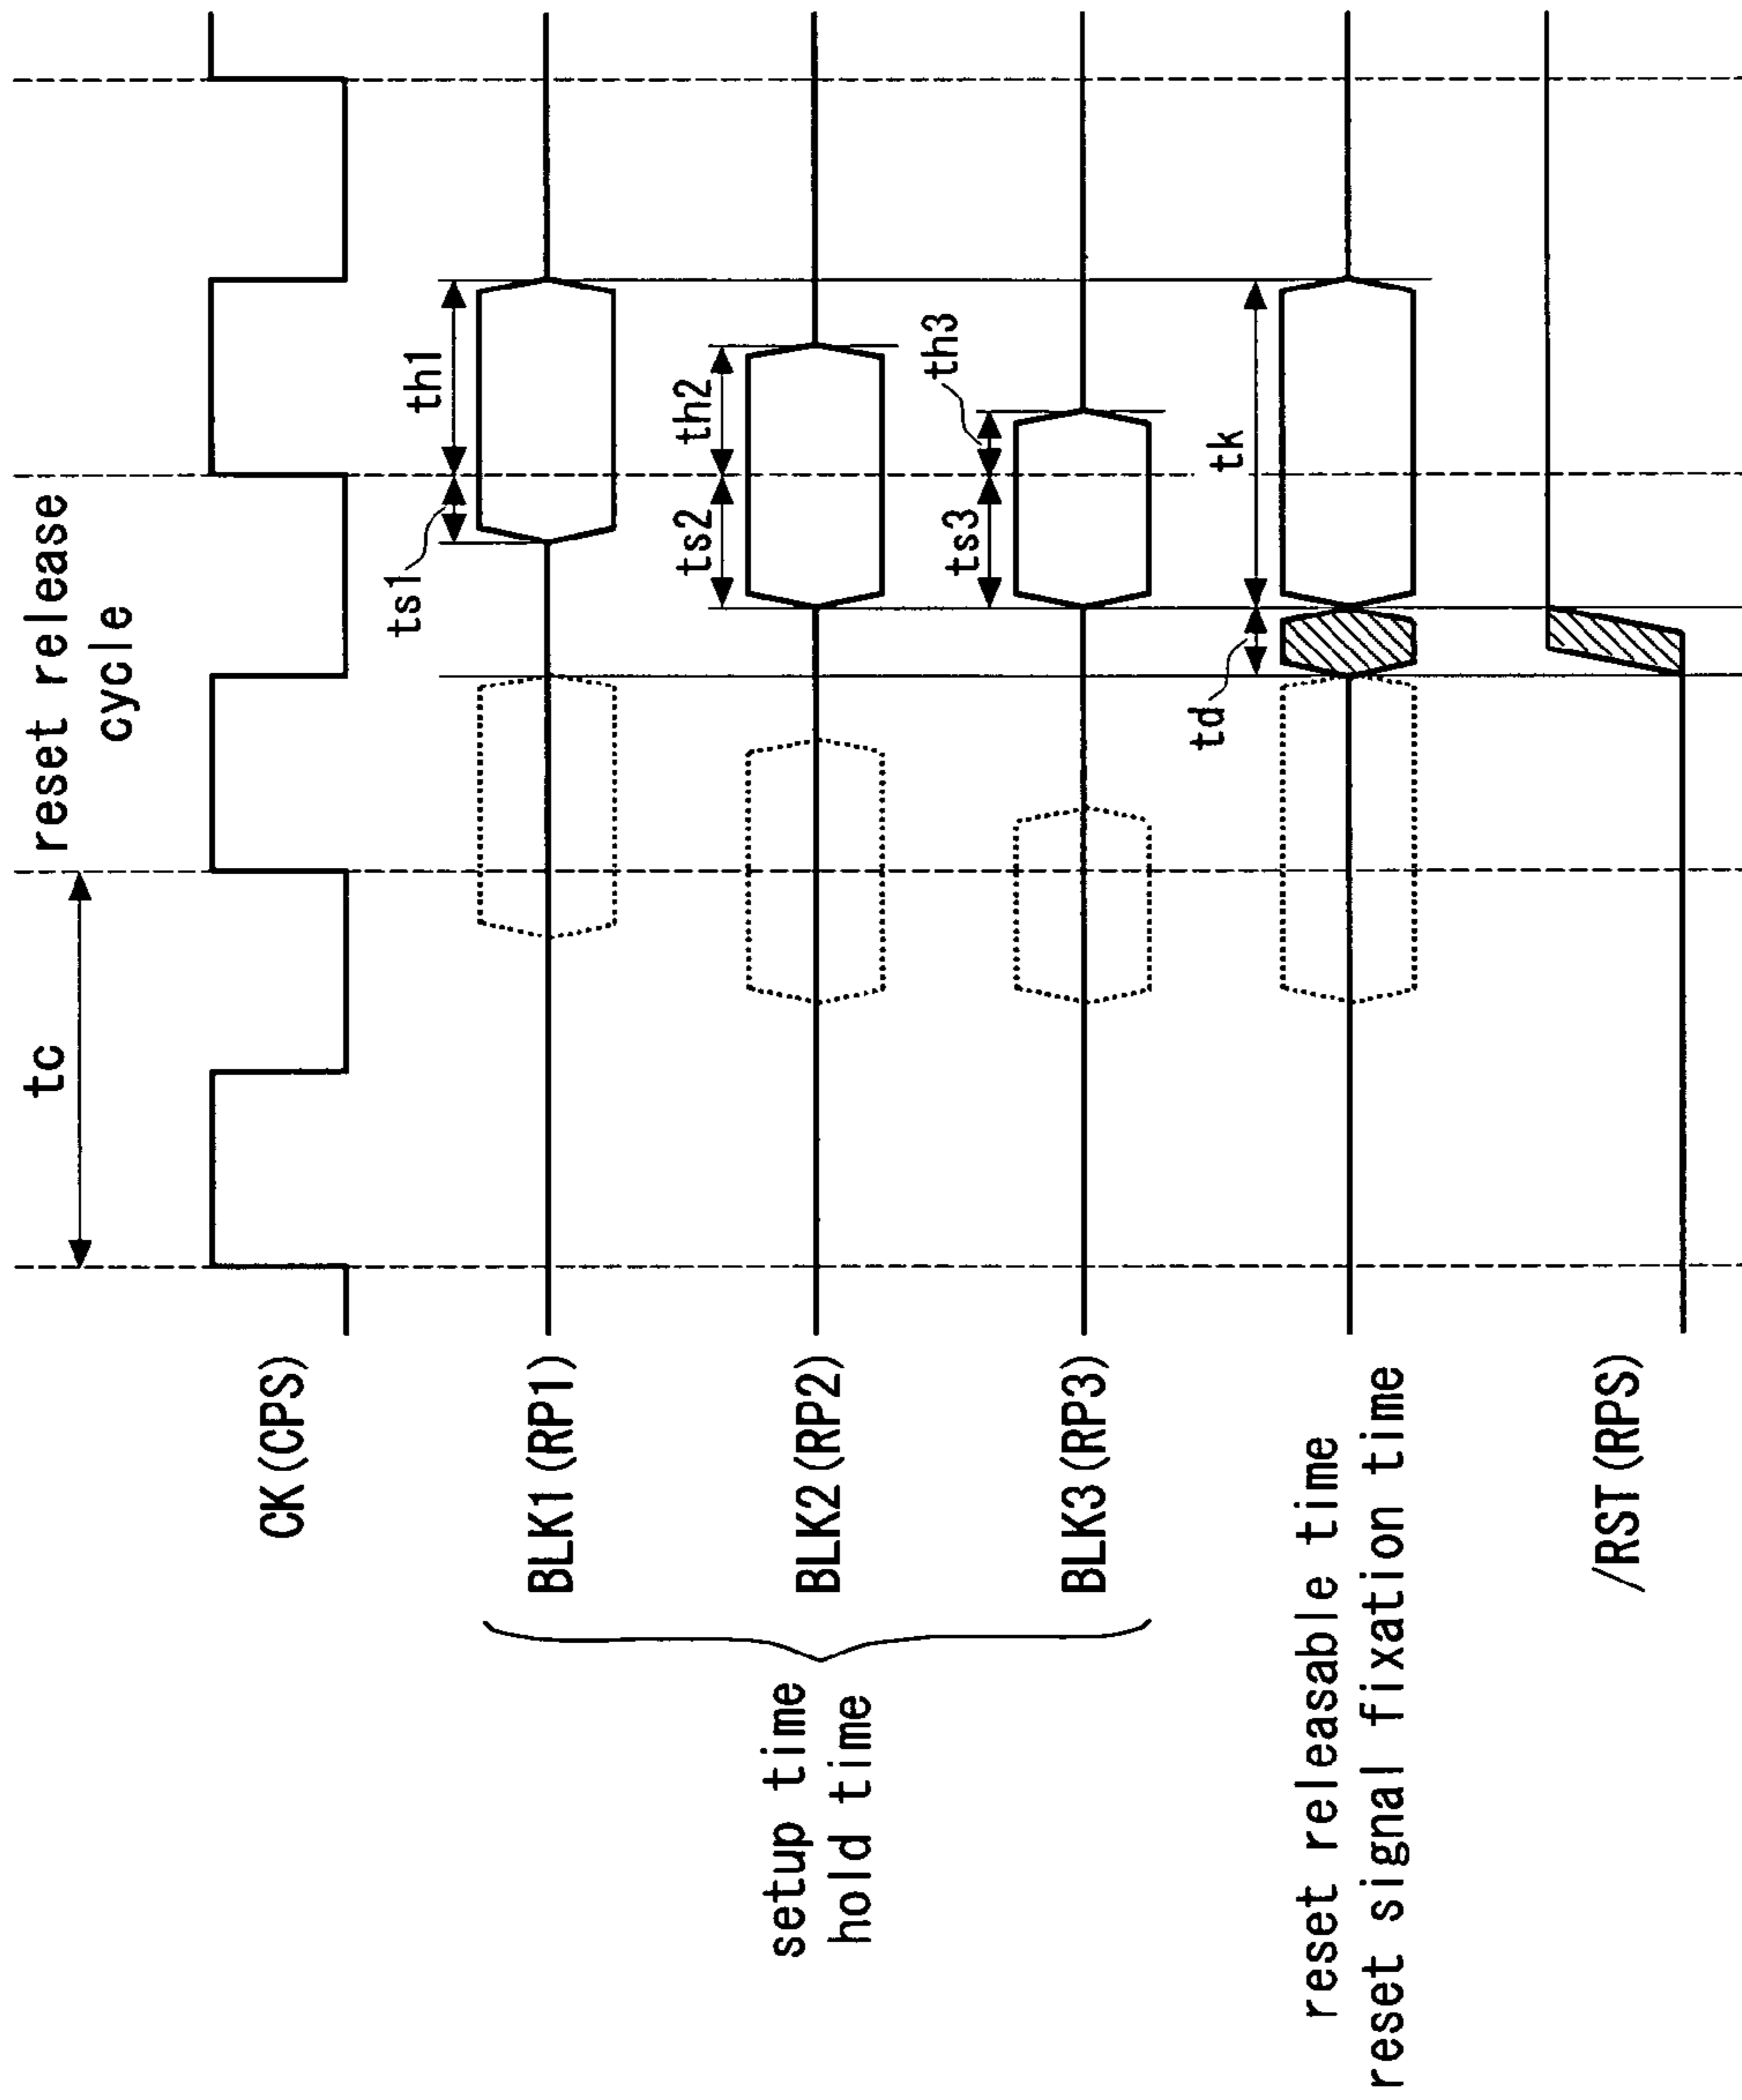 tc
reset release
cycle
CK(CPS)
ts1
th1
BLK1(RP1)
ts2
th2
BLK2(RP2)
ts3
th3
BLK3(RP3)
setup time
hold time
td
tk
reset releasable time
reset signal fixation time
/RST(RPS)